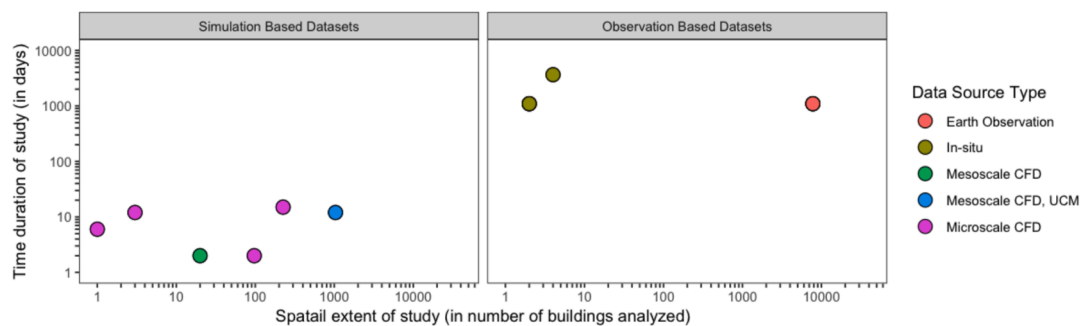 Simulation Based Datasets
Observation Based Datasets
Time duration of study (in days)
10000
1000
100
10
1
1 10 100 1000 10000
1 10 100 1000 10000
Spatail extent of study (in number of buildings analyzed)
Data Source Type
Earth Observation
In-situ
Mesoscale CFD
Mesoscale CFD, UCM
Microscale CFD